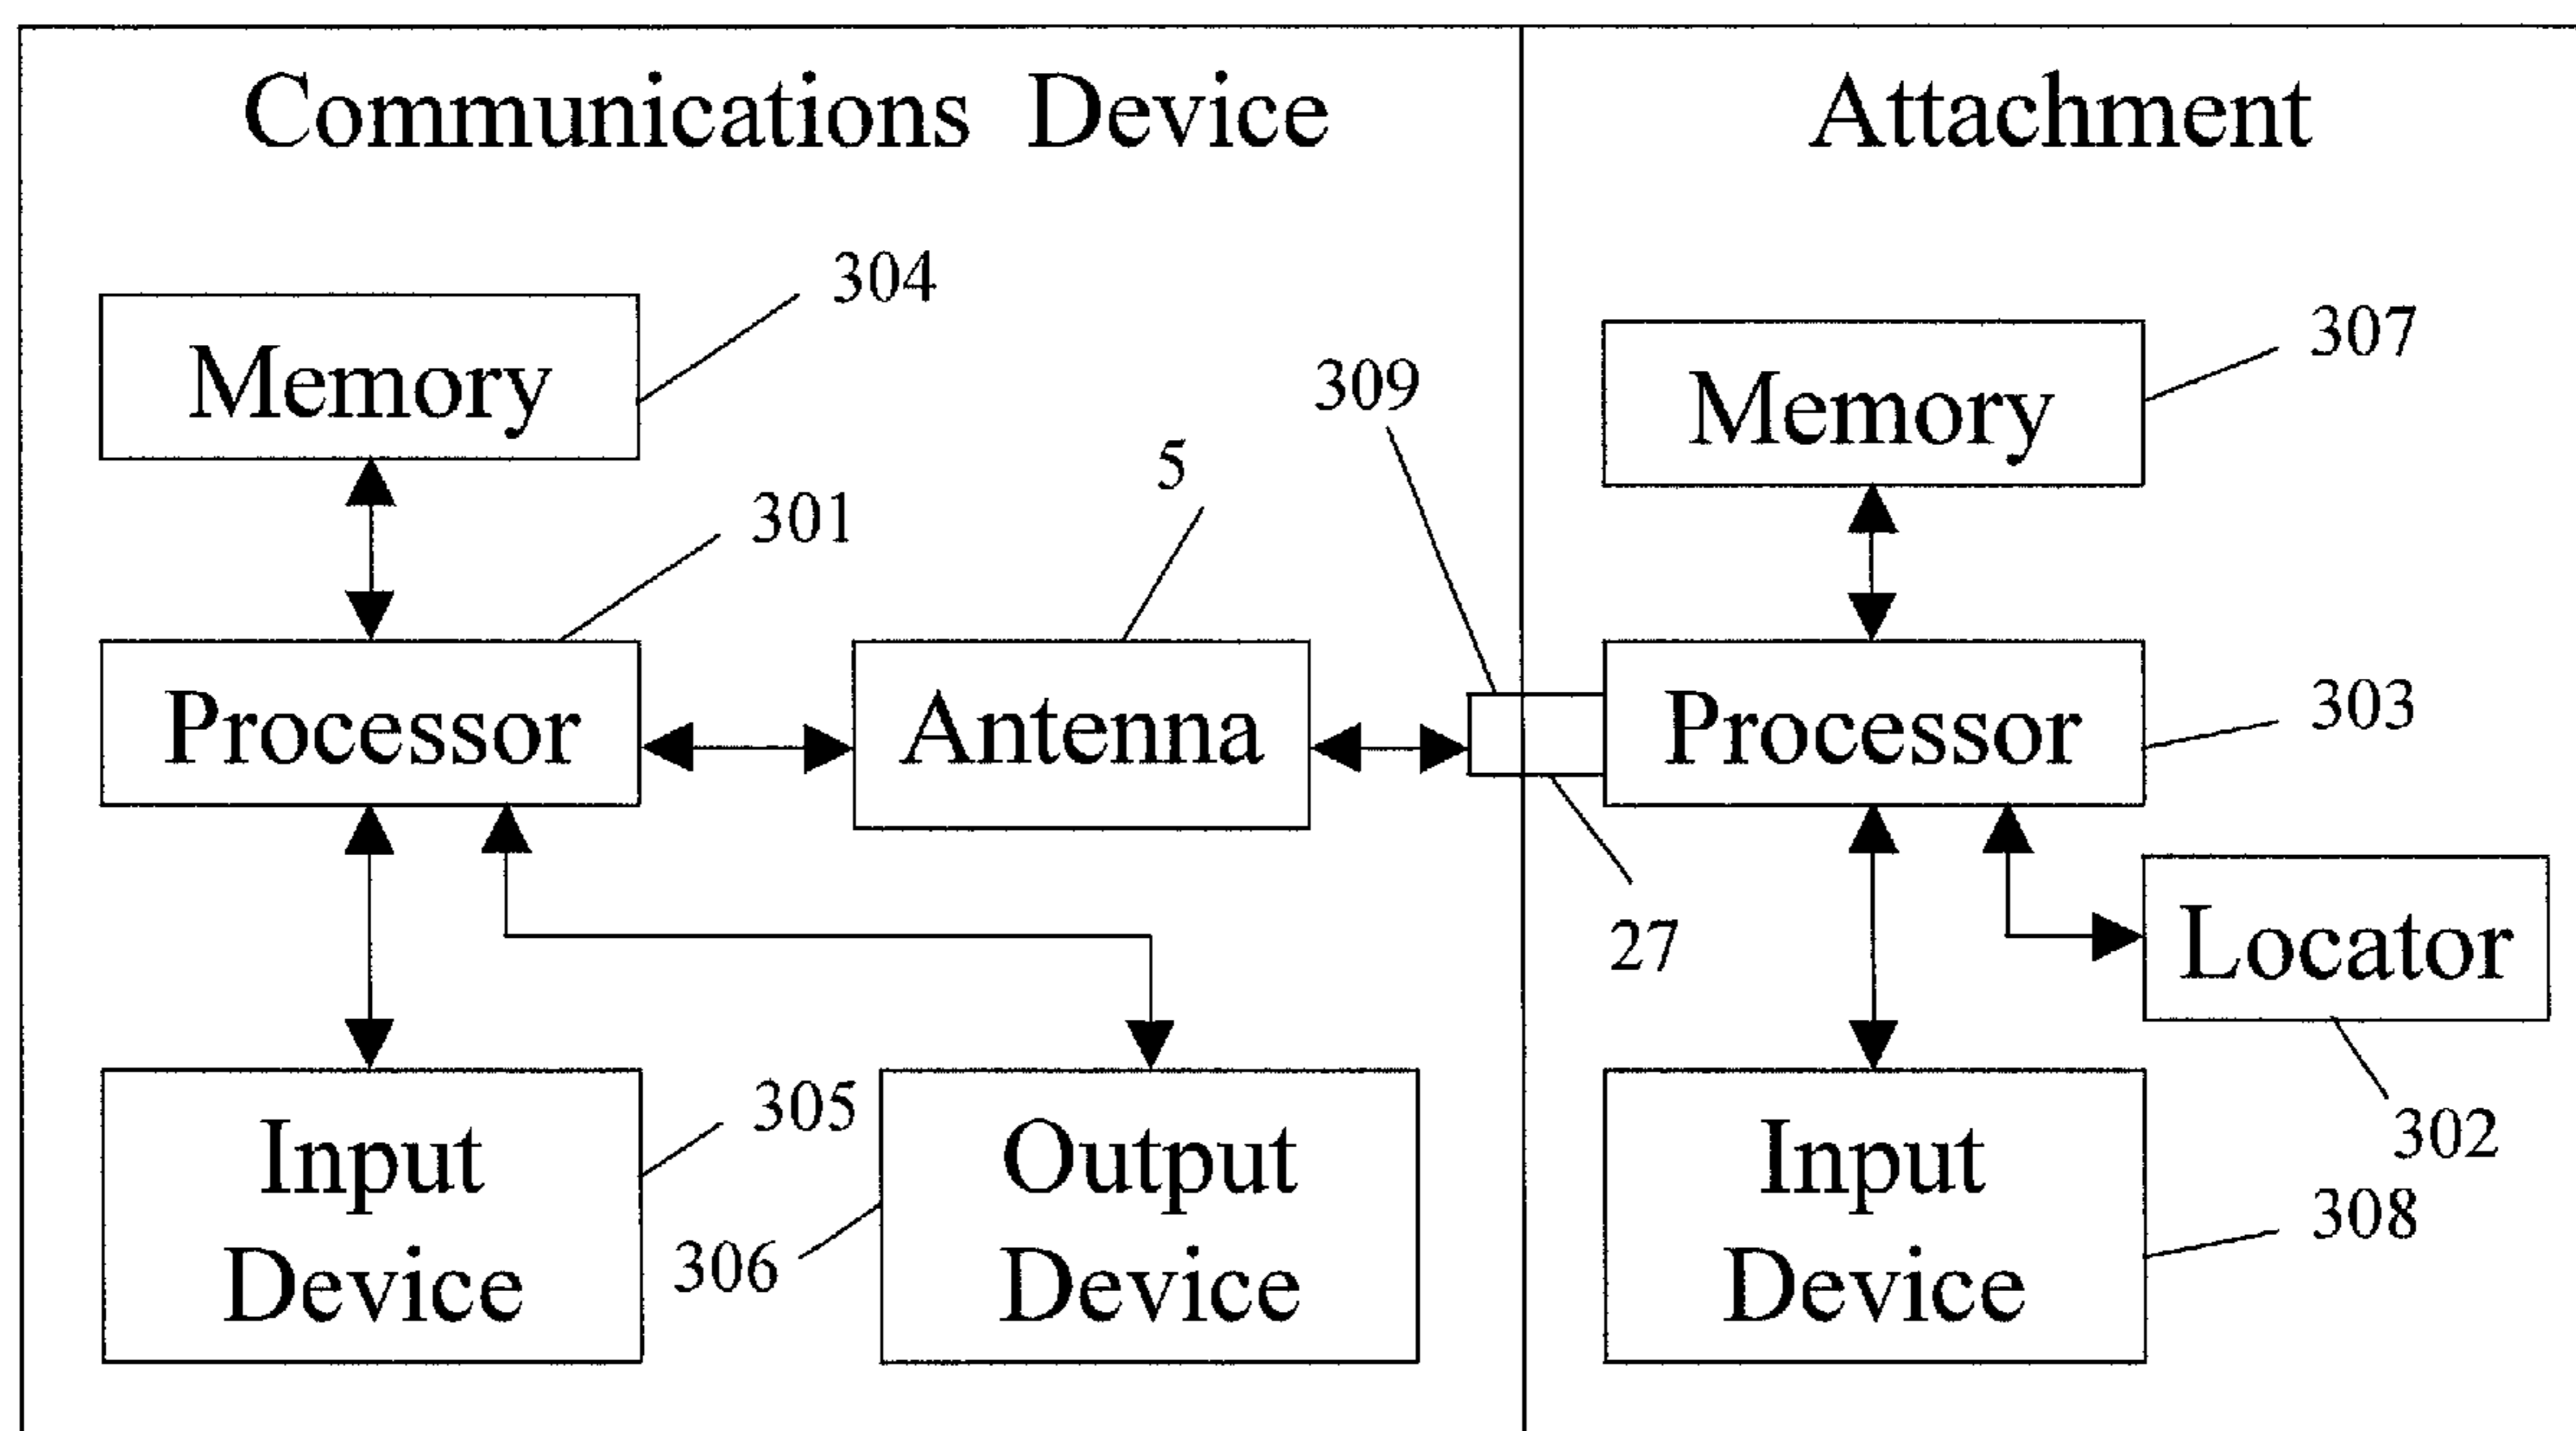 Communications Device
Attachment
304
Memory
307
Memory
309
5
301
Processor
Antenna
Processor
303
27
Locator
302
Input
Device
305
306
Output
Device
Input
Device
308